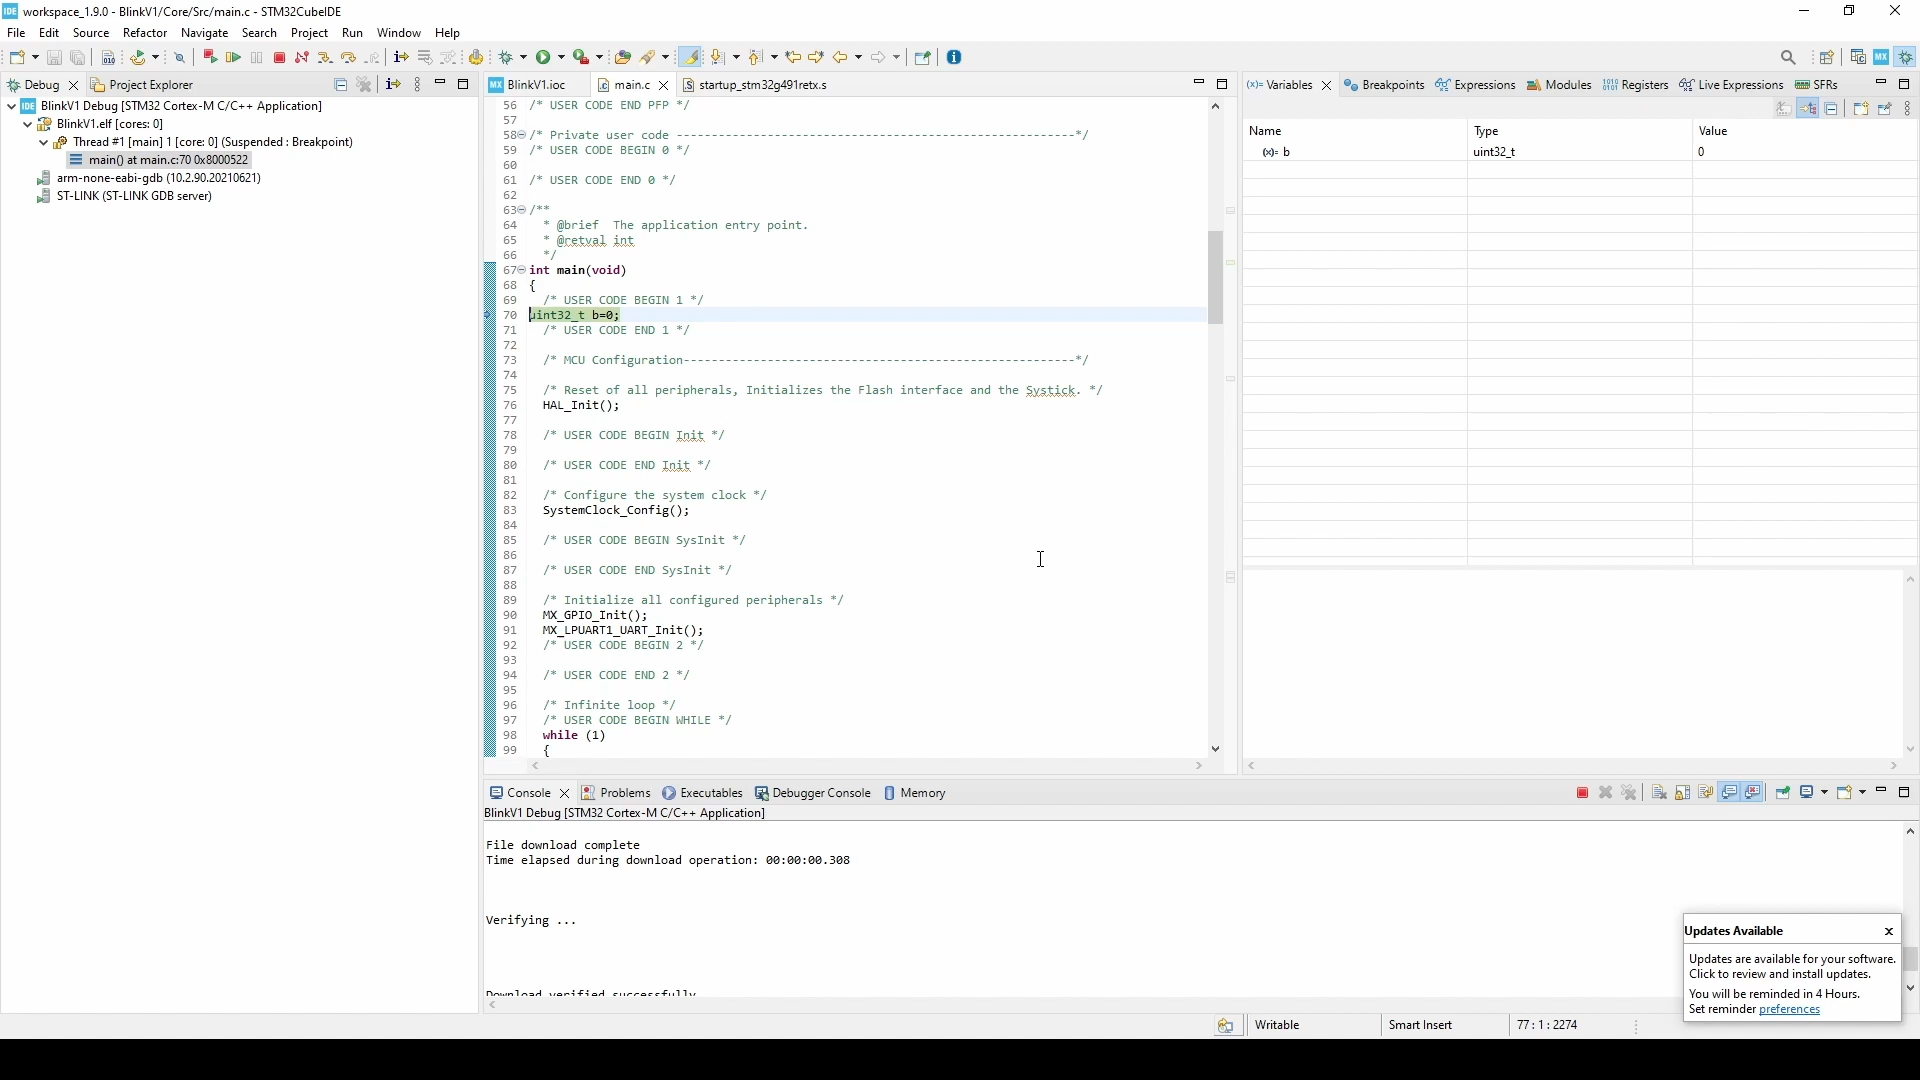 workspace_1.9.0 - BlinkV1/Core/Src/main.c - STM32CubeIDE
File Edit Source Refactor Navigate Search Project Run Window Help
Debug
Project Explorer
BlinkV1 Debug [STM32 Cortex-M C/C++ Application]
BlinkV1.elf [cores: 0]
Thread #1 [main] 1 [core: 0] (Suspended : Breakpoint)
main() at main.c:70 0x8000522
arm-none-eabi-gdb (10.2.90.20210621)
ST-LINK (ST-LINK GDB server)
BlinkV1.ioc
main.c
startup_stm32g491retx.s
56 /* USER CODE END PFP */
57
58 /* Private user code ---------------------------------------------------------*/
59 /* USER CODE BEGIN 0 */
60
61 /* USER CODE END 0 */
62
63 /**
64   * @brief  The application entry point.
65   * @retval int
66   */
67 int main(void)
68 {
69   /* USER CODE BEGIN 1 */
70 uint32_t b=0;
71   /* USER CODE END 1 */
72
73   /* MCU Configuration--------------------------------------------------------*/
74
75   /* Reset of all peripherals, Initializes the Flash interface and the Systick. */
76   HAL_Init();
77
78   /* USER CODE BEGIN Init */
79
80   /* USER CODE END Init */
81
82   /* Configure the system clock */
83   SystemClock_Config();
84
85   /* USER CODE BEGIN SysInit */
86
87   /* USER CODE END SysInit */
88
89   /* Initialize all configured peripherals */
90   MX_GPIO_Init();
91   MX_LPUART1_UART_Init();
92   /* USER CODE BEGIN 2 */
93
94   /* USER CODE END 2 */
95
96   /* Infinite loop */
97   /* USER CODE BEGIN WHILE */
98   while (1)
99   {
(x)= Variables
Breakpoints
Expressions
Modules
Registers
Live Expressions
SFRs
Name Type Value
(x)= b uint32_t 0
Console
Problems
Executables
Debugger Console
Memory
BlinkV1 Debug [STM32 Cortex-M C/C++ Application]
File download complete
Time elapsed during download operation: 00:00:00.308
Verifying ...
Download verified successfully
Updates Available
Updates are available for your software.
Click to review and install updates.
You will be reminded in 4 Hours.
Set reminder preferences
Writable
Smart Insert
77 : 1 : 2274